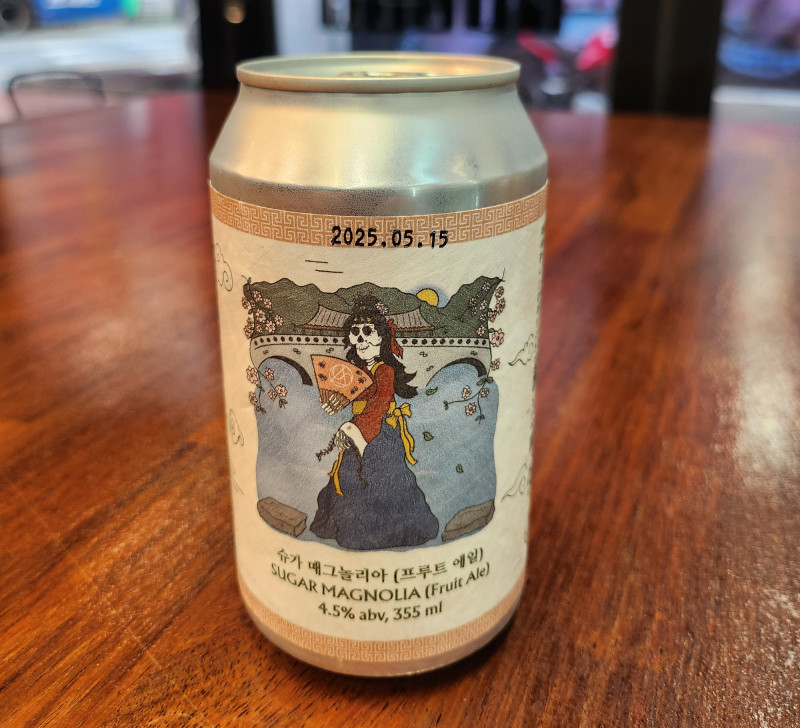 2025.05.15
슈가 매그놀리아 (프루트 에일)
SUGAR MAGNOLIA (Fruit Ale)
4.5% abv, 355 ml